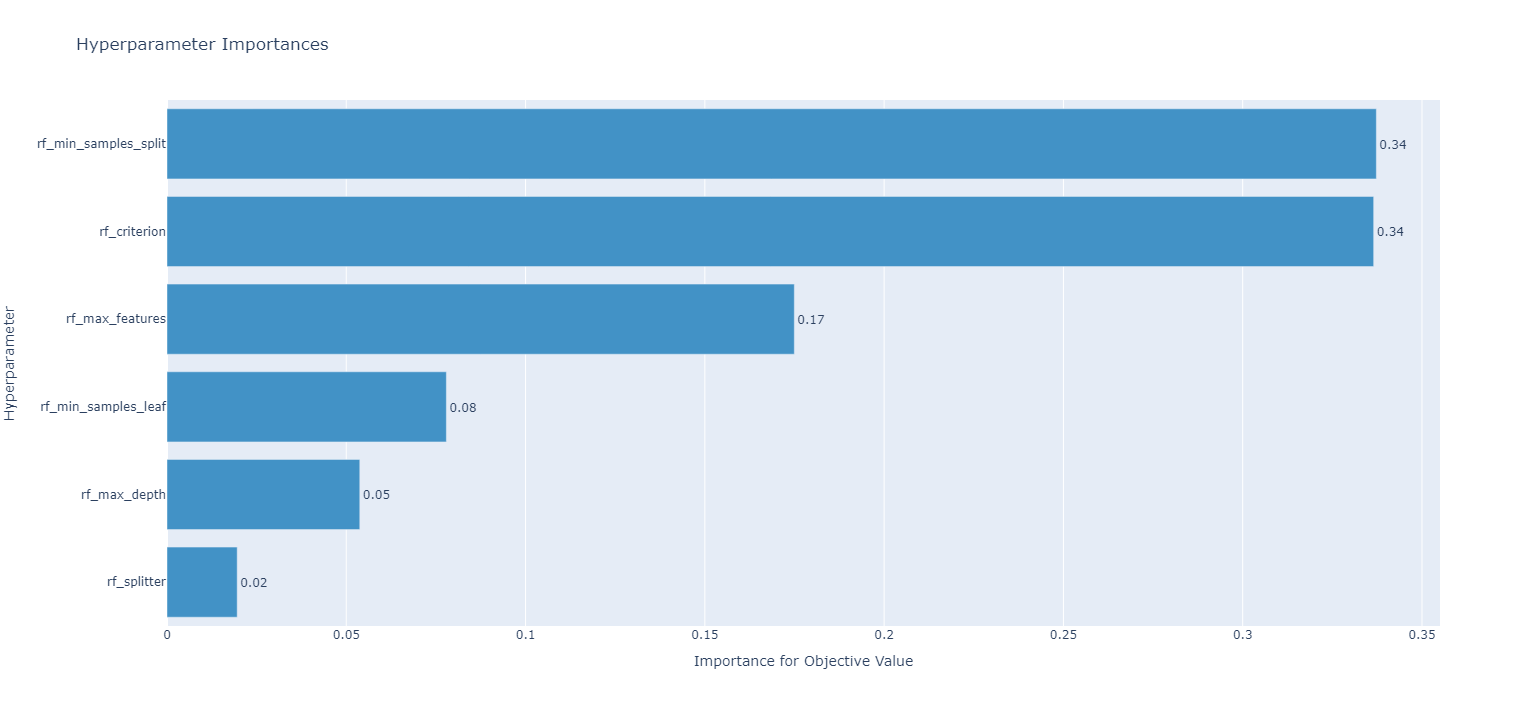 Hyperparameter Importances
rf_min_samples_split
0.34
rf_criterion
0.34
rf_max_features
0.17
rf_min_samples_leaf
0.08
rf_max_depth
0.05
rf_splitter
0.02
Hyperparameter
0 0.05 0.1 0.15 0.2 0.25 0.3 0.35
Importance for Objective Value